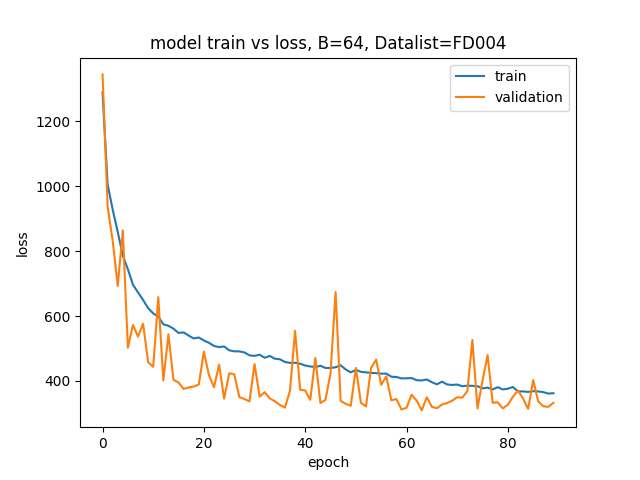 model train vs loss, B=64, Datalist=FD004
train
validation
1200
1000
800
600
400
loss
0 20 40 60 80
epoch